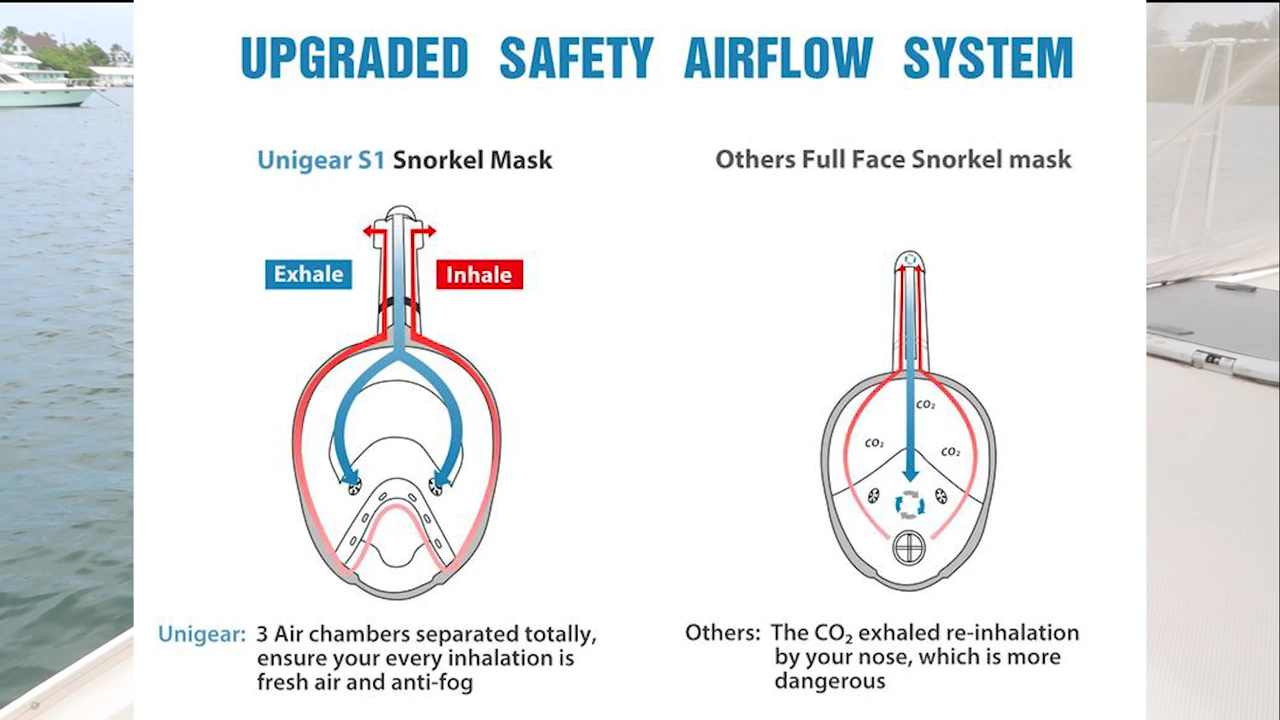 UPGRADED SAFETY AIRFLOW SYSTEM
Unigear S1 Snorkel Mask
Others Full Face Snorkel mask
Exhale
Inhale
CO₂
CO₂
CO₂
Unigear: 3 Air chambers separated totally,
ensure your every inhalation is
fresh air and anti-fog
Others: The CO₂ exhaled re-inhalation
by your nose, which is more
dangerous